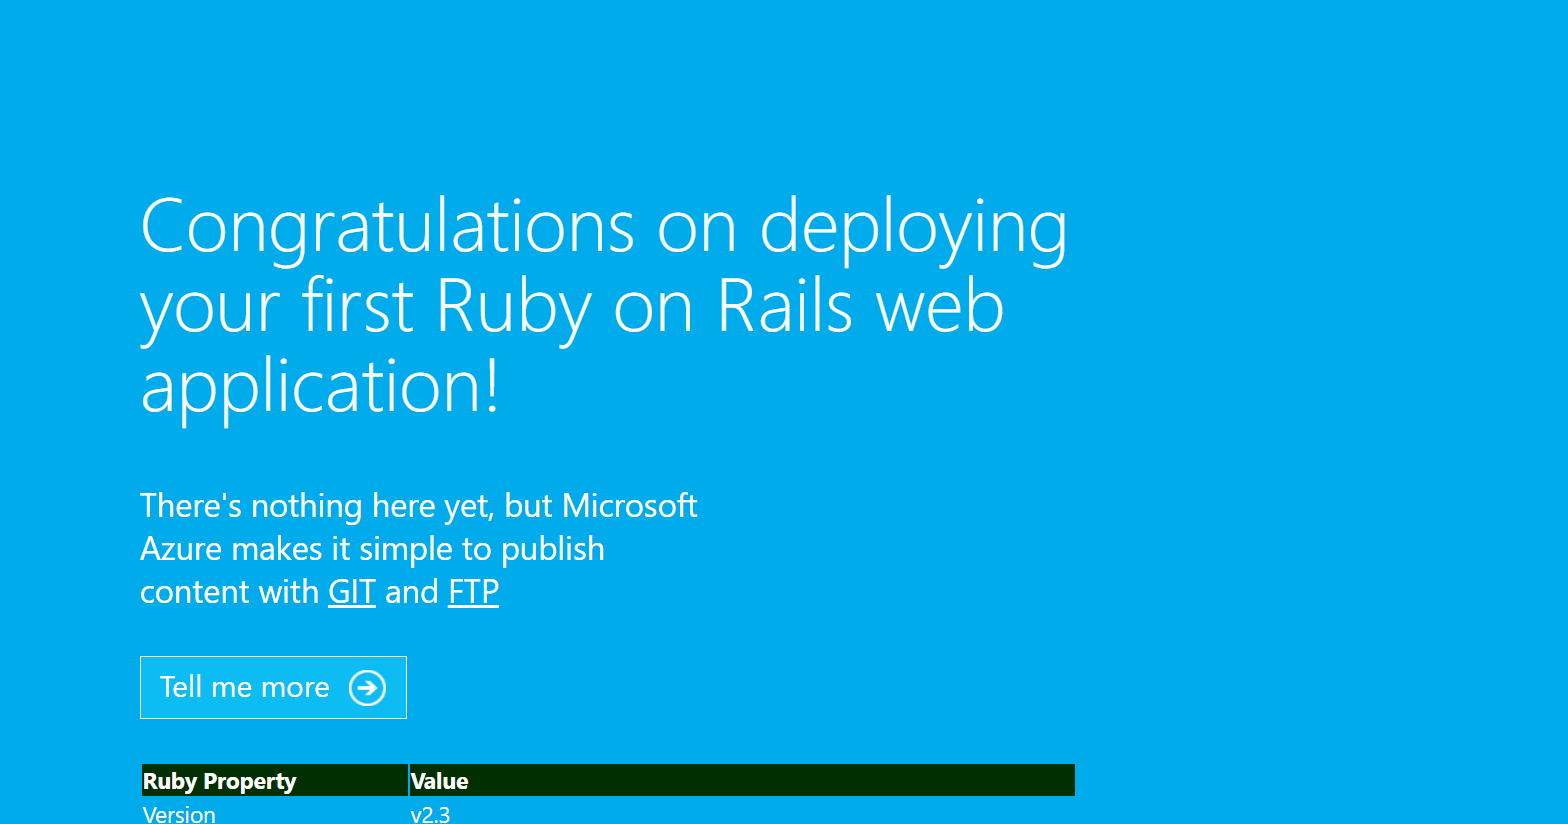 Congratulations on deploying
your first Ruby on Rails web
application!
There's nothing here yet, but Microsoft
Azure makes it simple to publish
content with GIT and FTP
Tell me more
Ruby Property Value
Version v2.3